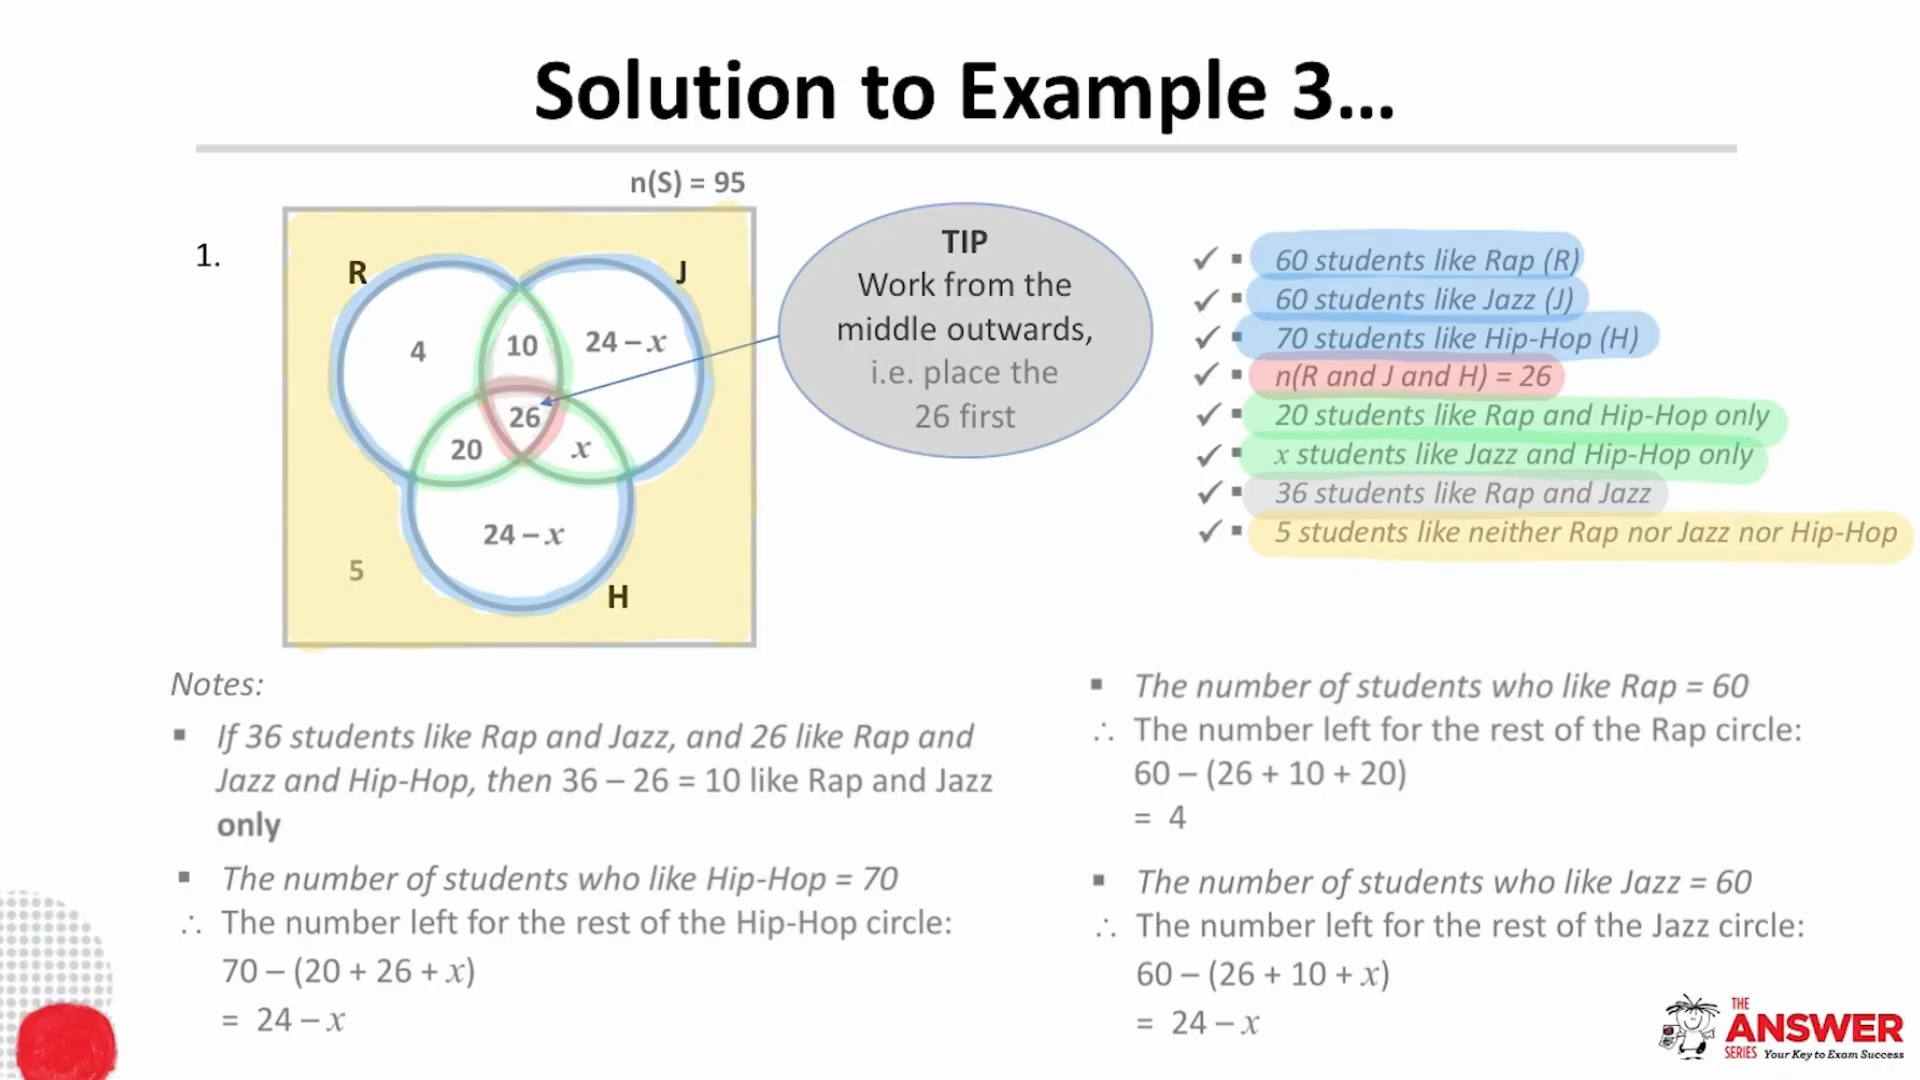 Solution to Example 3...
n(S) = 95
1.
R
J
4
10
24 – x
26
20
x
24 – x
5
H
TIP
Work from the
middle outwards,
i.e. place the
26 first
✓ ▪ 60 students like Rap (R)
✓ ▪ 60 students like Jazz (J)
✓ ▪ 70 students like Hip-Hop (H)
✓ ▪ n(R and J and H) = 26
✓ ▪ 20 students like Rap and Hip-Hop only
✓ ▪ x students like Jazz and Hip-Hop only
✓ ▪ 36 students like Rap and Jazz
✓ ▪ 5 students like neither Rap nor Jazz nor Hip-Hop
Notes:
▪ If 36 students like Rap and Jazz, and 26 like Rap and
Jazz and Hip-Hop, then 36 – 26 = 10 like Rap and Jazz
only
▪ The number of students who like Hip-Hop = 70
∴ The number left for the rest of the Hip-Hop circle:
70 – (20 + 26 + x)
= 24 – x
▪ The number of students who like Rap = 60
∴ The number left for the rest of the Rap circle:
60 – (26 + 10 + 20)
= 4
▪ The number of students who like Jazz = 60
∴ The number left for the rest of the Jazz circle:
60 – (26 + 10 + x)
= 24 – x
THE
ANSWER
SERIES Your Key to Exam Success